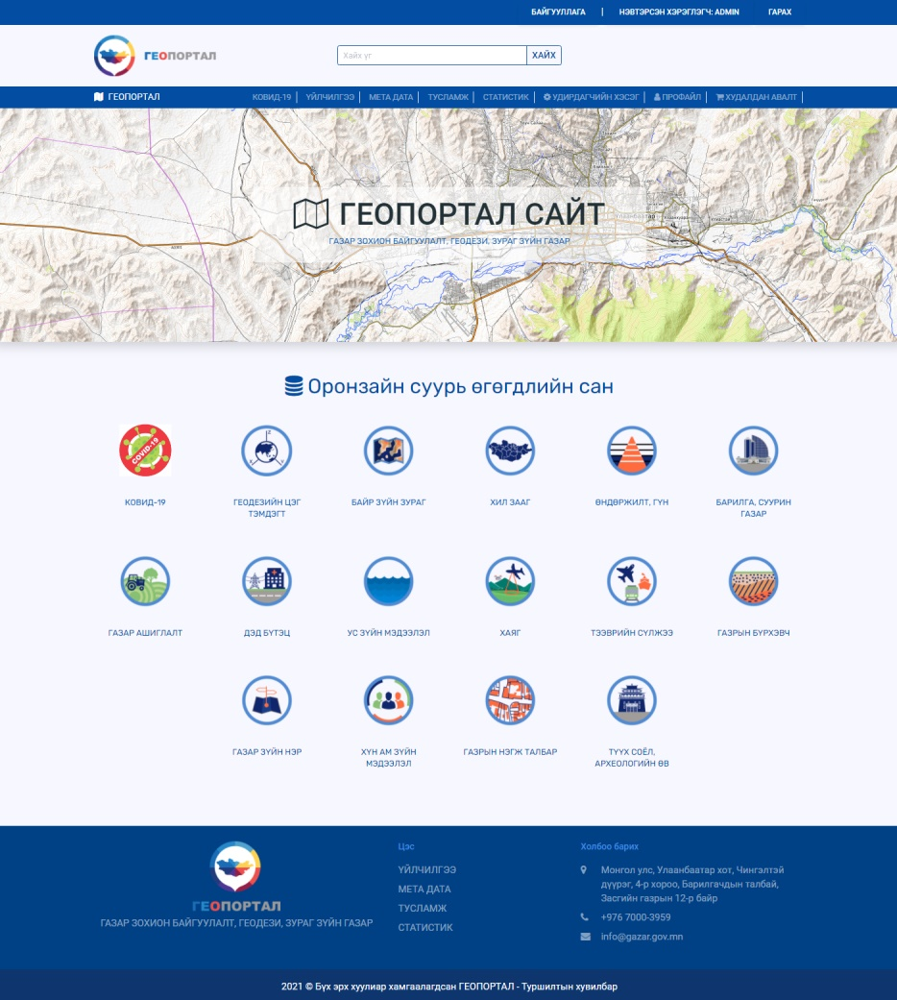 БАЙГУУЛЛАГА | НЭВТЭРСЭН ХЭРЭГЛЭГЧ: ADMIN ГАРАХ
ГЕОПОРТАЛ
Хайх үг ХАЙХ
ГЕОПОРТАЛ КОВИД-19 | ҮЙЛЧИЛГЭЭ | МЕТА ДАТА | ТУСЛАМЖ | СТАТИСТИК | УДИРДАГЧИЙН ХЭСЭГ | ПРОФАЙЛ | ХУДАЛДАН АВАЛТ |
ГЕОПОРТАЛ САЙТ
ГАЗАР ЗОХИОН БАЙГУУЛАЛТ, ГЕОДЕЗИ, ЗУРАГ ЗҮЙН ГАЗАР
Улаанбаатар
Оронзайн суурь өгөгдлийн сан
COVID-19
КОВИД-19
ГЕОДЕЗИЙН ЦЭГ
ТЭМДЭГТ
БАЙР ЗҮЙН ЗУРАГ
ХИЛ ЗААГ
ӨНДӨРЖИЛТ, ГҮН
БАРИЛГА, СУУРИН
ГАЗАР
ГАЗАР АШИГЛАЛТ
ДЭД БҮТЭЦ
УС ЗҮЙН МЭДЭЭЛЭЛ
ХАЯГ
ТЭЭВРИЙН СҮЛЖЭЭ
ГАЗРЫН БҮРХЭВЧ
ГАЗАР ЗҮЙН НЭР
ХҮН АМ ЗҮЙН
МЭДЭЭЛЭЛ
ГАЗРЫН НЭГЖ ТАЛБАР
ТҮҮХ СОЁЛ,
АРХЕОЛОГИЙН ӨВ
ГЕОПОРТАЛ
ГАЗАР ЗОХИОН БАЙГУУЛАЛТ, ГЕОДЕЗИ, ЗУРАГ ЗҮЙН ГАЗАР
Цэс
ҮЙЛЧИЛГЭЭ
МЕТА ДАТА
ТУСЛАМЖ
СТАТИСТИК
Холбоо барих
Монгол улс, Улаанбаатар хот, Чингэлтэй
дүүрэг, 4-р хороо, Барилгачдын талбай,
Засгийн газрын 12-р байр
+976 7000-3959
info@gazar.gov.mn
2021 © Бүх эрх хуулиар хамгаалагдсан ГЕОПОРТАЛ - Туршилтын хувилбар